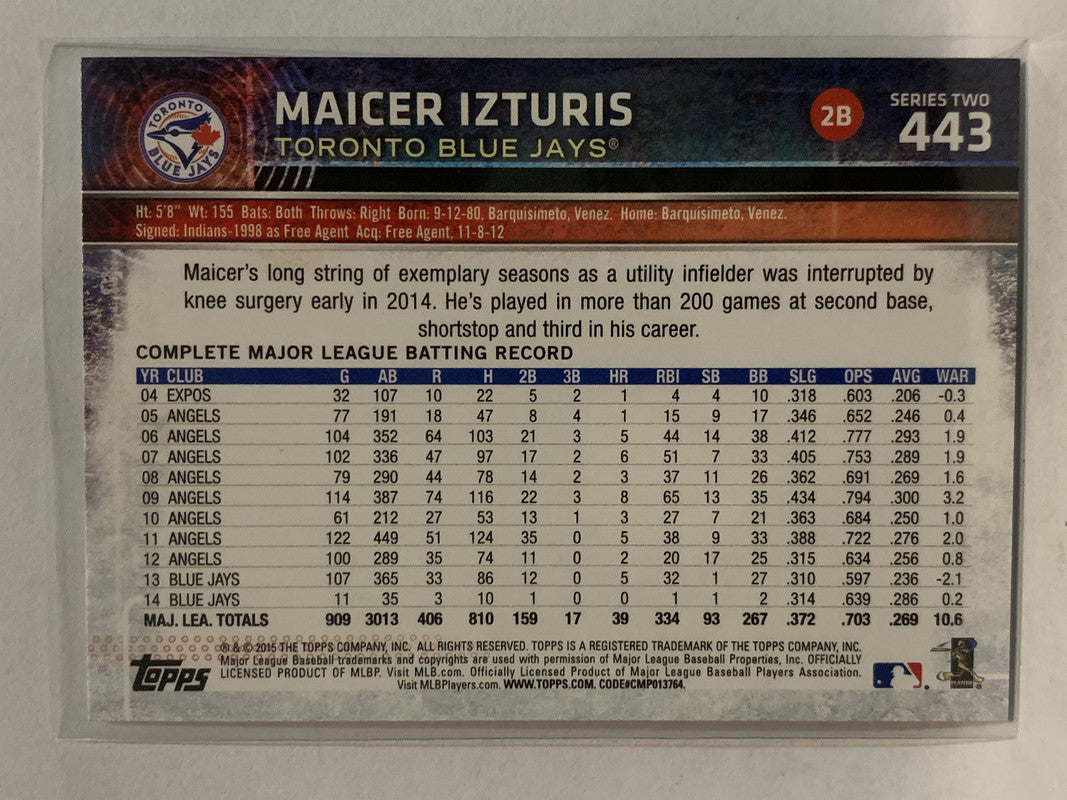 TORONTO
BLUE JAYS
MAICER IZTURIS
TORONTO BLUE JAYS®
2B
SERIES TWO
443
Ht: 5'8" Wt: 155 Bats: Both Throws: Right Born: 9-12-80, Barquisimeto, Venez. Home: Barquisimeto, Venez.
Signed: Indians-1998 as Free Agent Acq: Free Agent, 11-8-12
Maicer's long string of exemplary seasons as a utility infielder was interrupted by
knee surgery early in 2014. He's played in more than 200 games at second base,
shortstop and third in his career.
COMPLETE MAJOR LEAGUE BATTING RECORD
YR CLUB G AB R H 2B 3B HR RBI SB BB SLG OPS AVG WAR
04 EXPOS 32 107 10 22 5 2 1 4 4 10 .318 .603 .206 -0.3
05 ANGELS 77 191 18 47 8 4 1 15 9 17 .346 .652 .246 0.4
06 ANGELS 104 352 64 103 21 3 5 44 14 38 .412 .777 .293 1.9
07 ANGELS 102 336 47 97 17 2 6 51 7 33 .405 .753 .289 1.9
08 ANGELS 79 290 44 78 14 2 3 37 11 26 .362 .691 .269 1.6
09 ANGELS 114 387 74 116 22 3 8 65 13 35 .434 .794 .300 3.2
10 ANGELS 61 212 27 53 13 1 3 27 7 21 .363 .684 .250 1.0
11 ANGELS 122 449 51 124 35 0 5 38 9 33 .388 .722 .276 2.0
12 ANGELS 100 289 35 74 11 0 2 20 17 25 .315 .634 .256 0.8
13 BLUE JAYS 107 365 33 86 12 0 5 32 1 27 .310 .597 .236 -2.1
14 BLUE JAYS 11 35 3 10 1 0 0 1 1 2 .314 .639 .286 0.2
MAJ. LEA. TOTALS 909 3013 406 810 159 17 39 334 93 267 .372 .703 .269 10.6
® & © 2015 THE TOPPS COMPANY, INC. ALL RIGHTS RESERVED. TOPPS IS A REGISTERED TRADEMARK OF THE TOPPS COMPANY, INC.
Major League Baseball trademarks and copyrights are used with permission of Major League Baseball Properties, Inc. OFFICIALLY
LICENSED PRODUCT OF MLBP. Visit MLB.com. Officially Licensed Product of Major League Baseball Players Association.
Visit MLBPlayers.com. WWW.TOPPS.COM. CODE#CMP013764.
Topps
PLAYERS